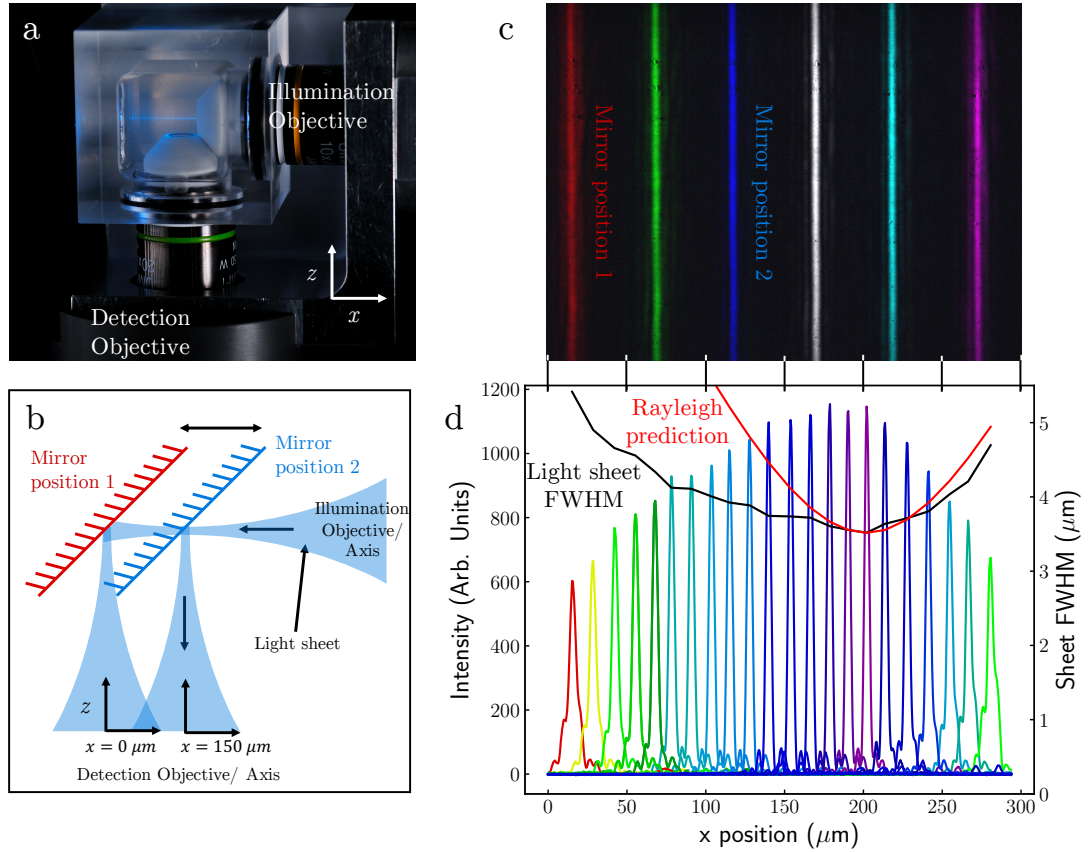 a
Illumination
Objective
10x
z
x
Detection
Objective
b
Mirror
position 1
Mirror
position 2
Illumination
Objective/
Axis
Light sheet
z
x = 0 μm
x = 150 μm
Detection Objective/ Axis
c
Mirror position 1
Mirror position 2
d
Rayleigh
prediction
Light sheet
FWHM
Intensity (Arb. Units)
1200
1000
800
600
400
200
0
5
4
3
2
1
0
Sheet FWHM (μm)
0
50
100
150
200
250
300
x position (μm)